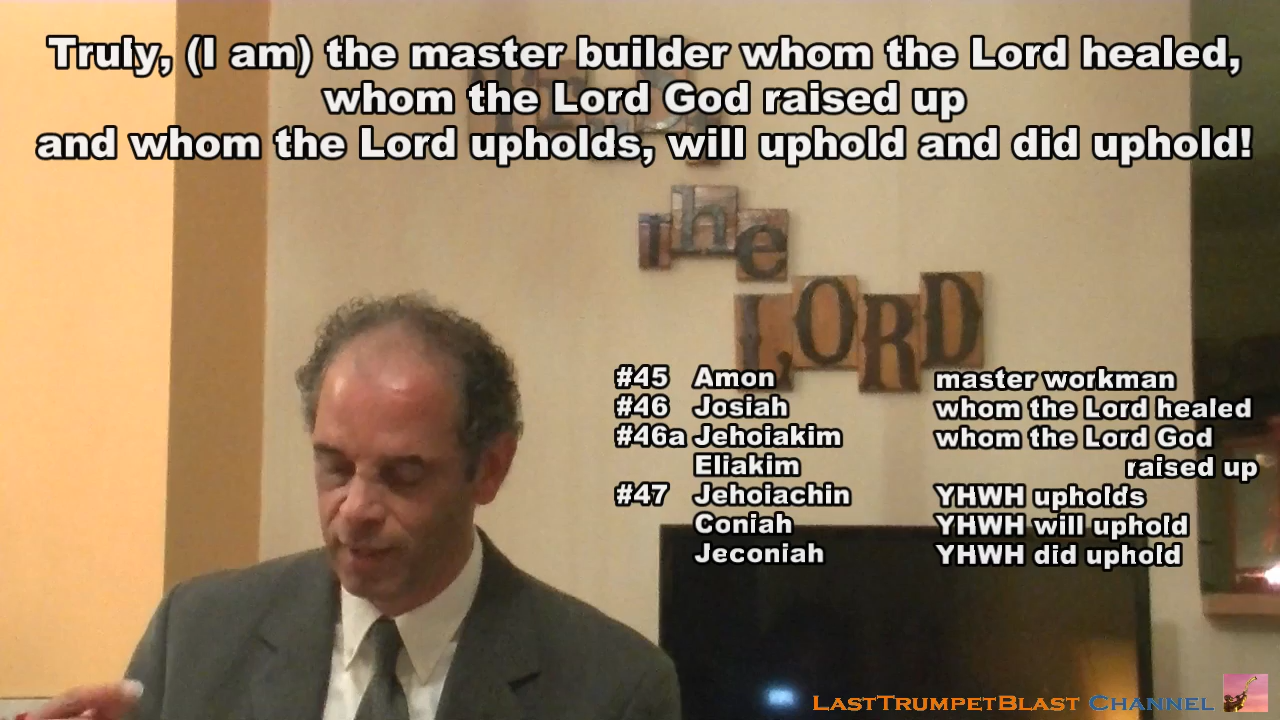 Truly, (I am) the master builder whom the Lord healed,
whom the Lord God raised up
and whom the Lord upholds, will uphold and did uphold!
The
LORD
#45 Amon master workman
#46 Josiah whom the Lord healed
#46a Jehoiakim whom the Lord God
Eliakim raised up
#47 Jehoiachin YHWH upholds
Coniah YHWH will uphold
Jeconiah YHWH did uphold
LASTTRUMPETBLAST CHANNEL